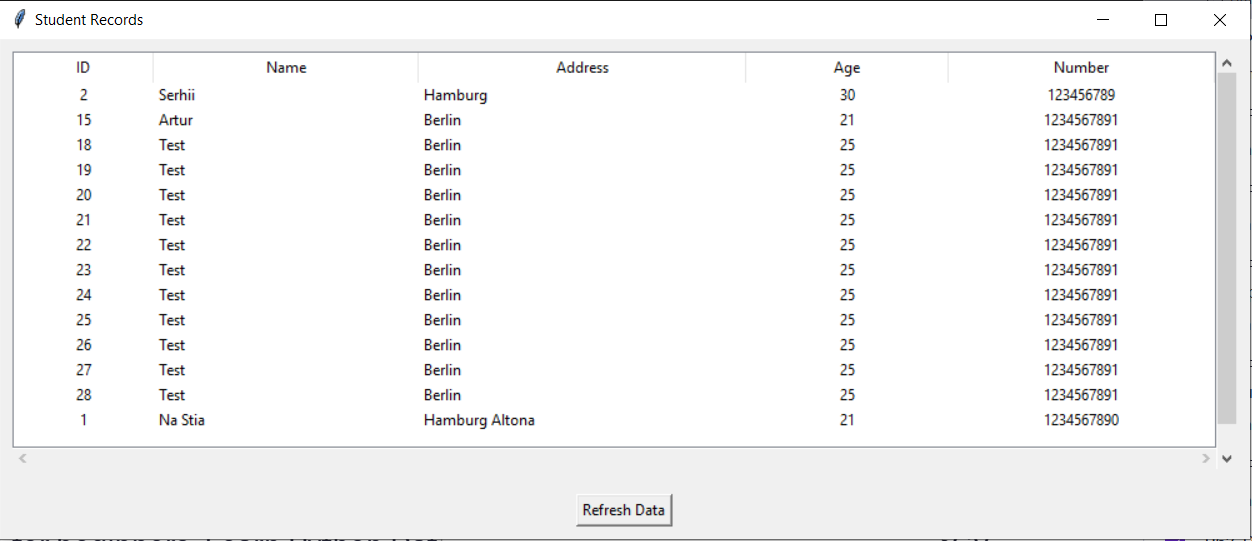 Student Records
ID Name Address Age Number
2 Serhii Hamburg 30 123456789
15 Artur Berlin 21 1234567891
18 Test Berlin 25 1234567891
19 Test Berlin 25 1234567891
20 Test Berlin 25 1234567891
21 Test Berlin 25 1234567891
22 Test Berlin 25 1234567891
23 Test Berlin 25 1234567891
24 Test Berlin 25 1234567891
25 Test Berlin 25 1234567891
26 Test Berlin 25 1234567891
27 Test Berlin 25 1234567891
28 Test Berlin 25 1234567891
1 Na Stia Hamburg Altona 21 1234567890
Refresh Data